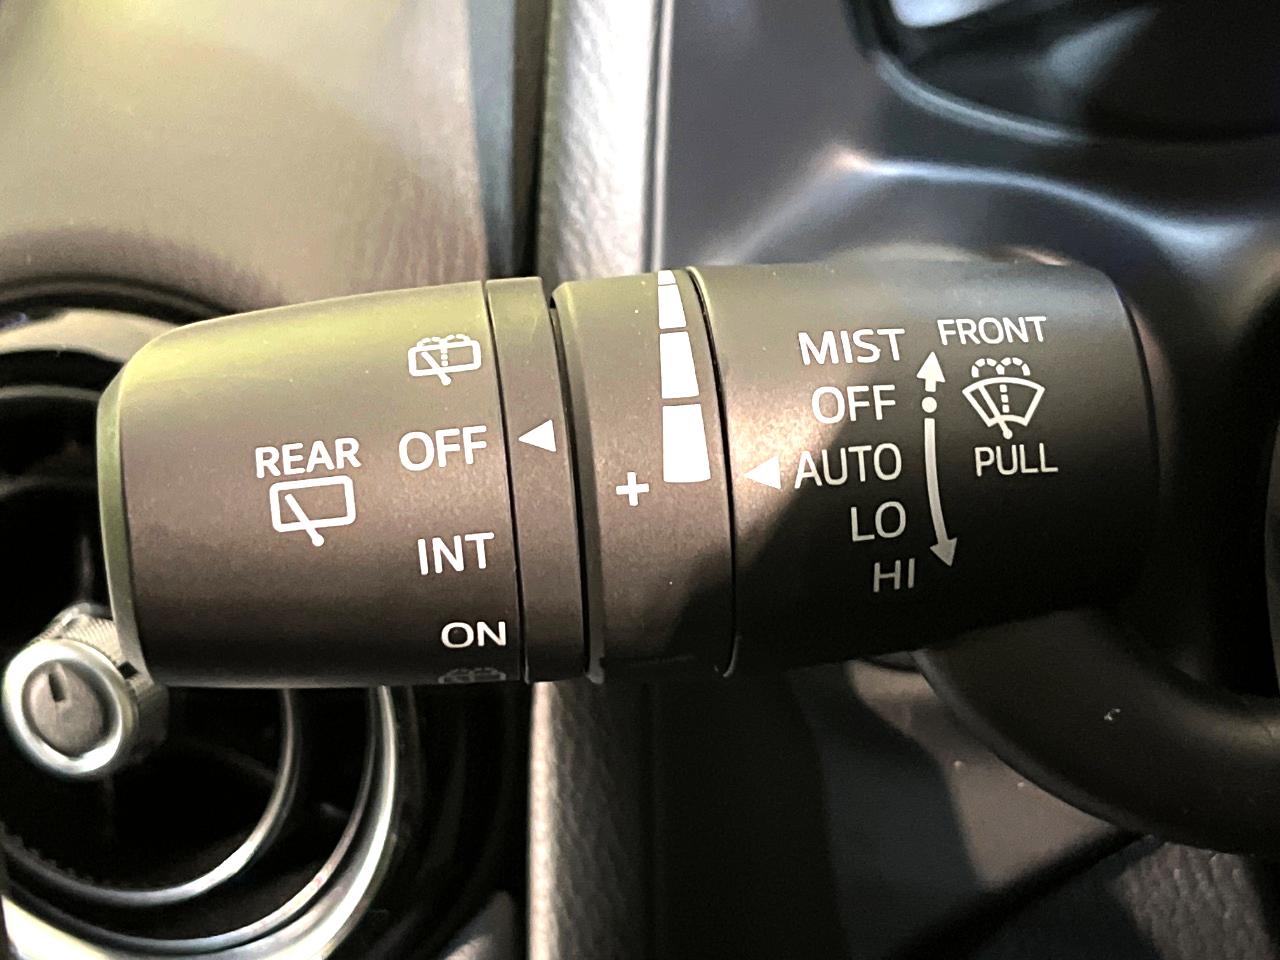 REAR
OFF
INT
ON
+
MIST
OFF
AUTO
LO
HI
FRONT
PULL